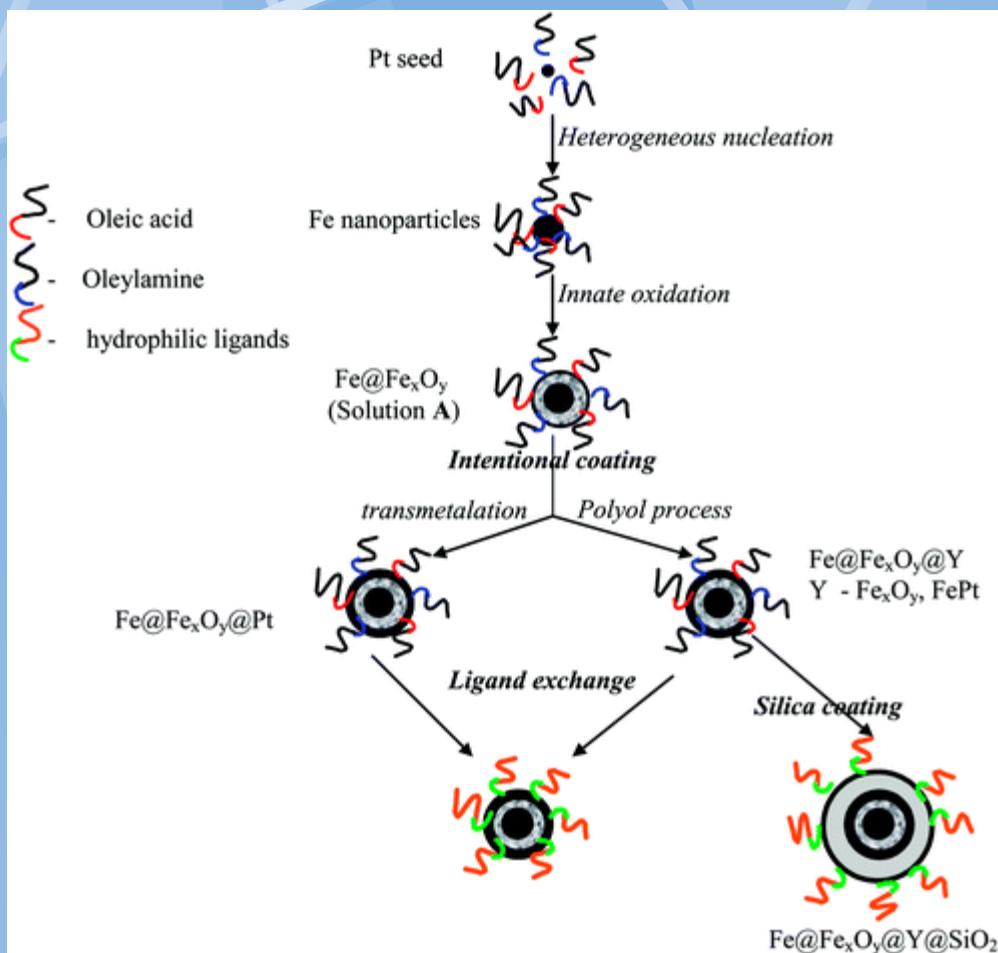 Pt seed
Heterogeneous nucleation
- Oleic acid
Fe nanoparticles
- Oleylamine
Innate oxidation
- hydrophilic ligands
Fe@FexOy
(Solution A)
Intentional coating
transmetalation
Polyol process
Fe@FexOy@Y
Y - FexOy, FePt
Fe@FexOy@Pt
Ligand exchange
Silica coating
Fe@FexOy@Y@SiO2